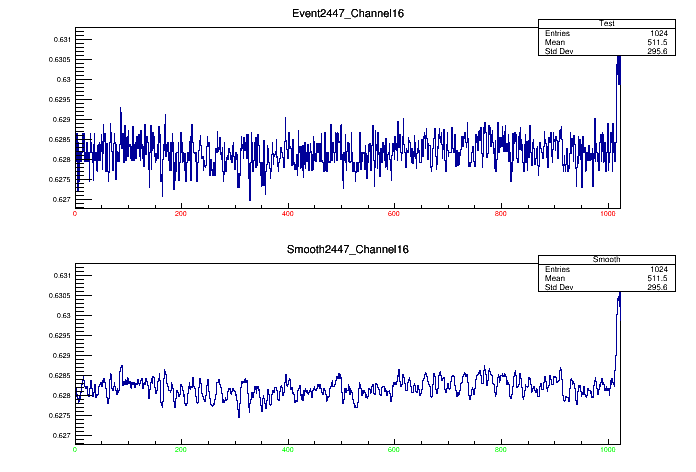 Event2447_Channel16
Test
Entries 1024
Mean 511.5
Std Dev 295.6
0.631
0.6305
0.63
0.6295
0.629
0.6285
0.628
0.6275
0.627
0 200 400 600 800 1000
Smooth2447_Channel16
Smooth
Entries 1024
Mean 511.5
Std Dev 295.6
0.631
0.6305
0.63
0.6295
0.629
0.6285
0.628
0.6275
0.627
0 200 400 600 800 1000